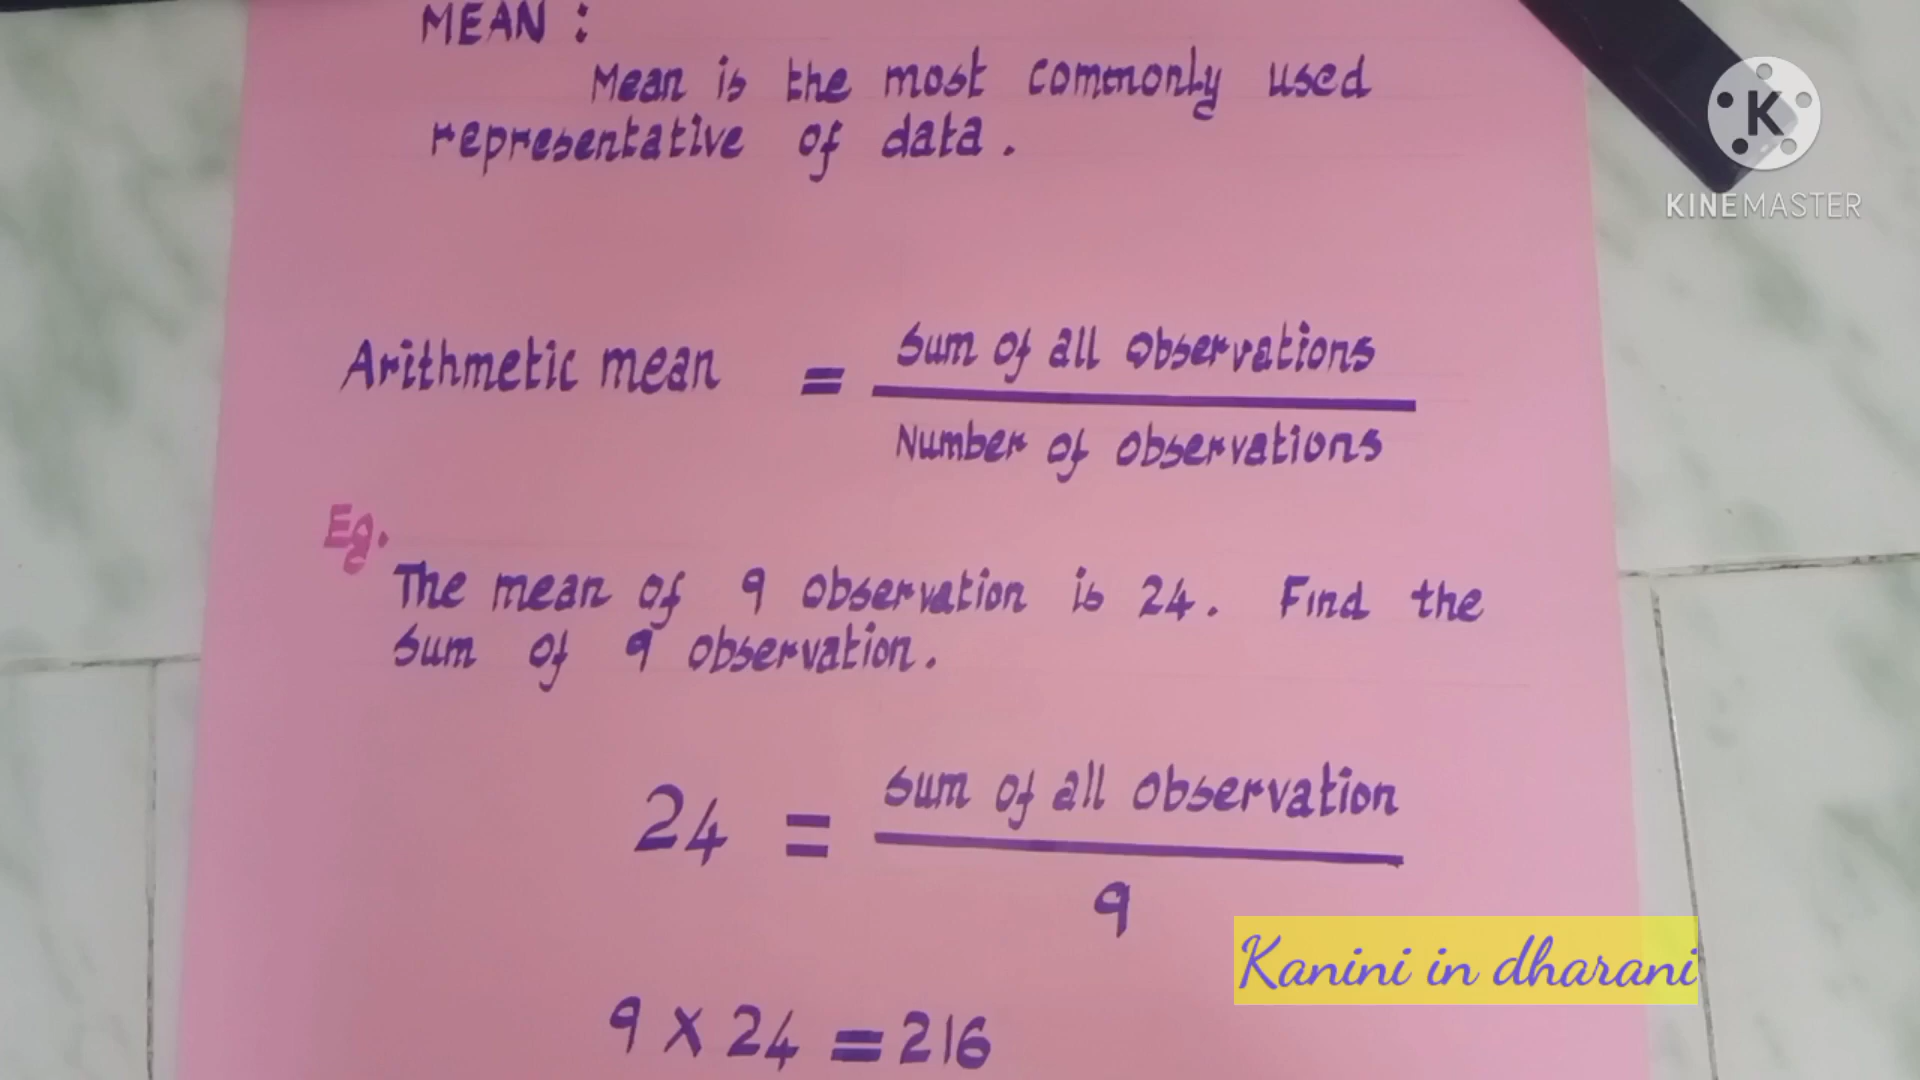 MEAN :
Mean is the most commonly used
representative of data.
K
KINEMASTER
Arithmetic mean = Sum of all observations
Number of observations
Eg.
The mean of 9 observation is 24. Find the
sum of 9 observation.
24 = Sum of all observation
9
Kanini in dharani
9 X 24 = 216